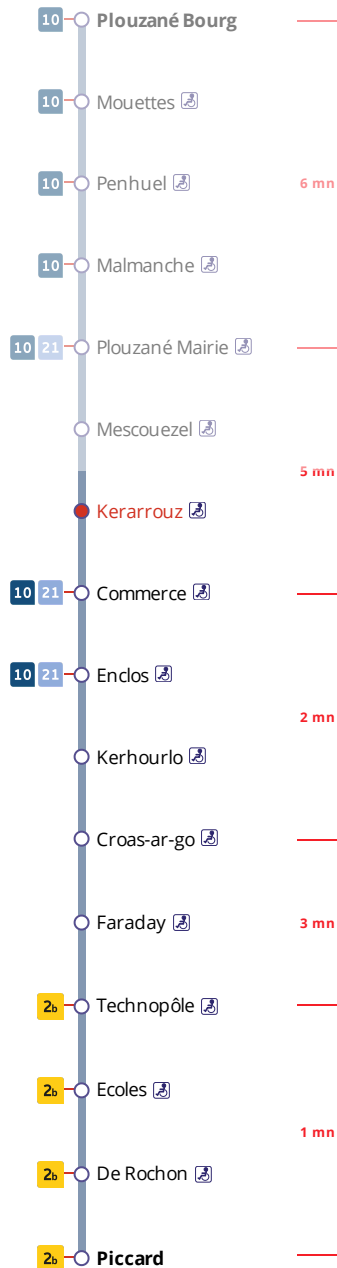 10 Plouzané Bourg
10 Mouettes
10 Penhuel 6 mn
10 Malmanche
10 21 Plouzané Mairie
Mescouezel
5 mn
Kerarrouz
10 21 Commerce
10 21 Enclos
2 mn
Kerhourlo
Croas-ar-go
Faraday 3 mn
2b Technopôle
2b Ecoles
1 mn
2b De Rochon
2b Piccard